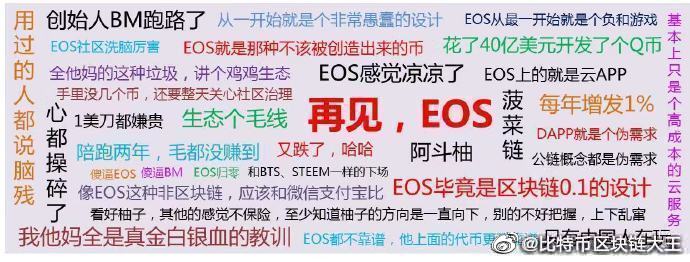 用过的人都说脑残
创始人BM跑路了
从一开始就是个非常愚蠢的设计
EOS从最一开始就是个负和游戏
基本上只是个高成本的云服务
EOS社区洗脑厉害
EOS就是那种不该被创造出来的币
花了40亿美元开发了个Q币
全他妈的这种垃圾，讲个鸡鸡生态
EOS感觉凉凉了
EOS上的就是云APP
手里没几个币，还要整天关心社区治理
心都操碎了
1美刀都嫌贵
生态个毛线
再见，EOS
菠菜链
每年增发1%
DAPP就是个伪需求
陪跑两年，毛都没赚到
又跌了，哈哈
阿斗柚
公链概念都是伪需求
傻逼EOS
傻逼BM
EOS归零
和BTS、STEEM一样的下场
像EOS这种非区块链，应该和微信支付宝比
EOS毕竟是区块链0.1的设计
看好柚子，其他的感觉不保险，至少知道柚子的方向是一直向下，别的不好把握，上下乱窜
我他妈全是真金白银血的教训
EOS都不靠谱，他上面的代币更
只有中国人在玩
@比特币区块链大王